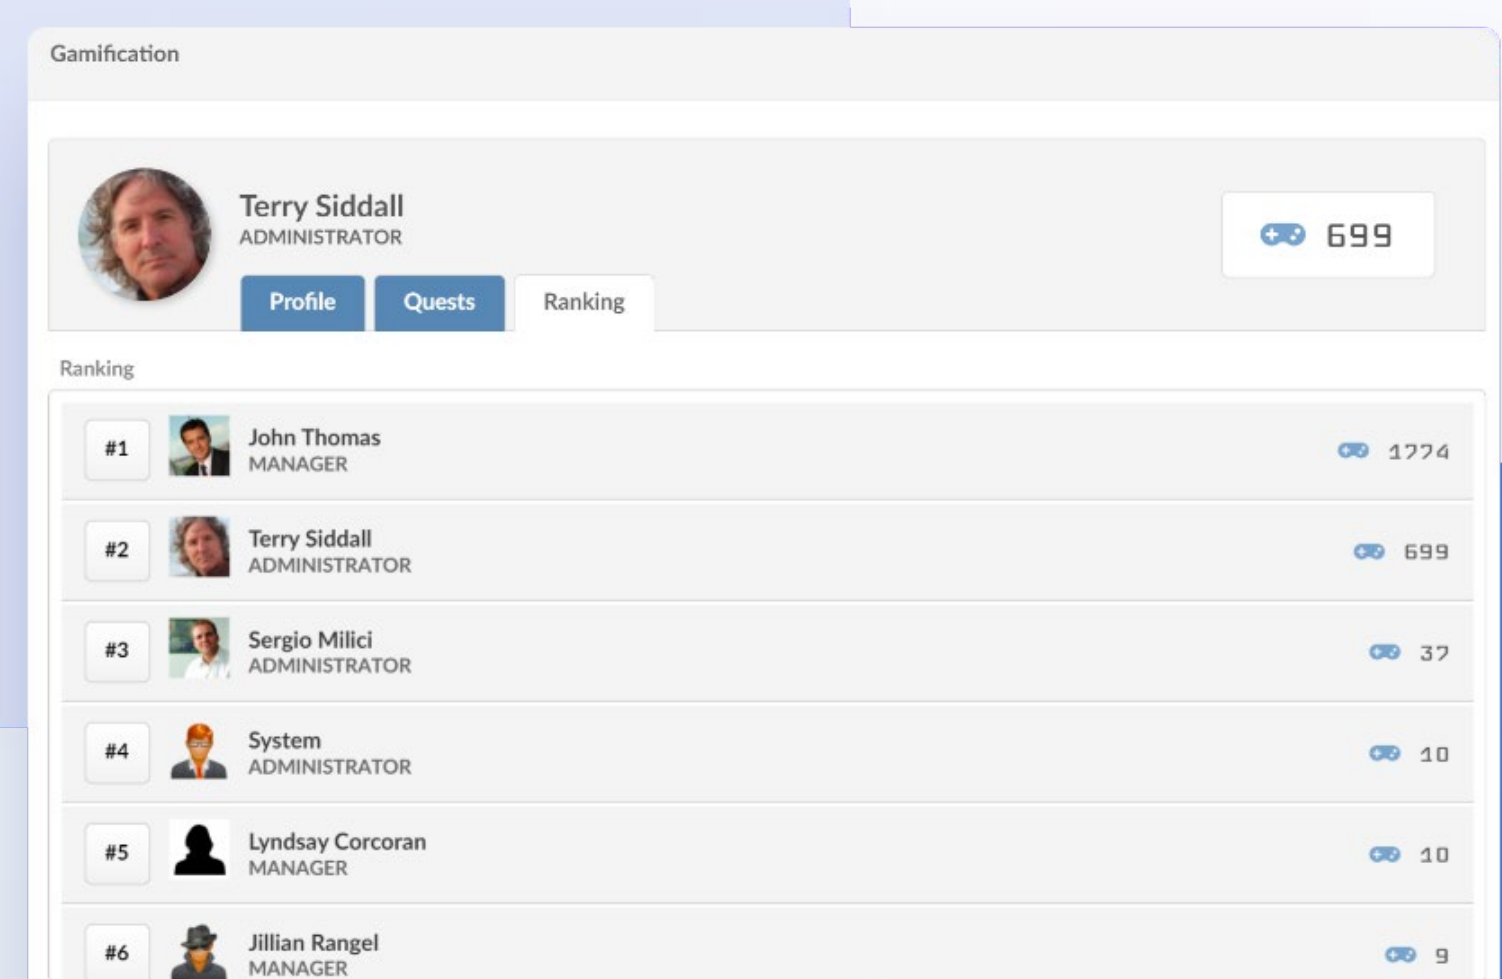 Gamification
Terry Siddall
ADMINISTRATOR
699
Profile Quests Ranking
Ranking
#1 John Thomas
MANAGER
1774
#2 Terry Siddall
ADMINISTRATOR
699
#3 Sergio Milici
ADMINISTRATOR
37
#4 System
ADMINISTRATOR
10
#5 Lyndsay Corcoran
MANAGER
10
#6 Jillian Rangel
MANAGER
9